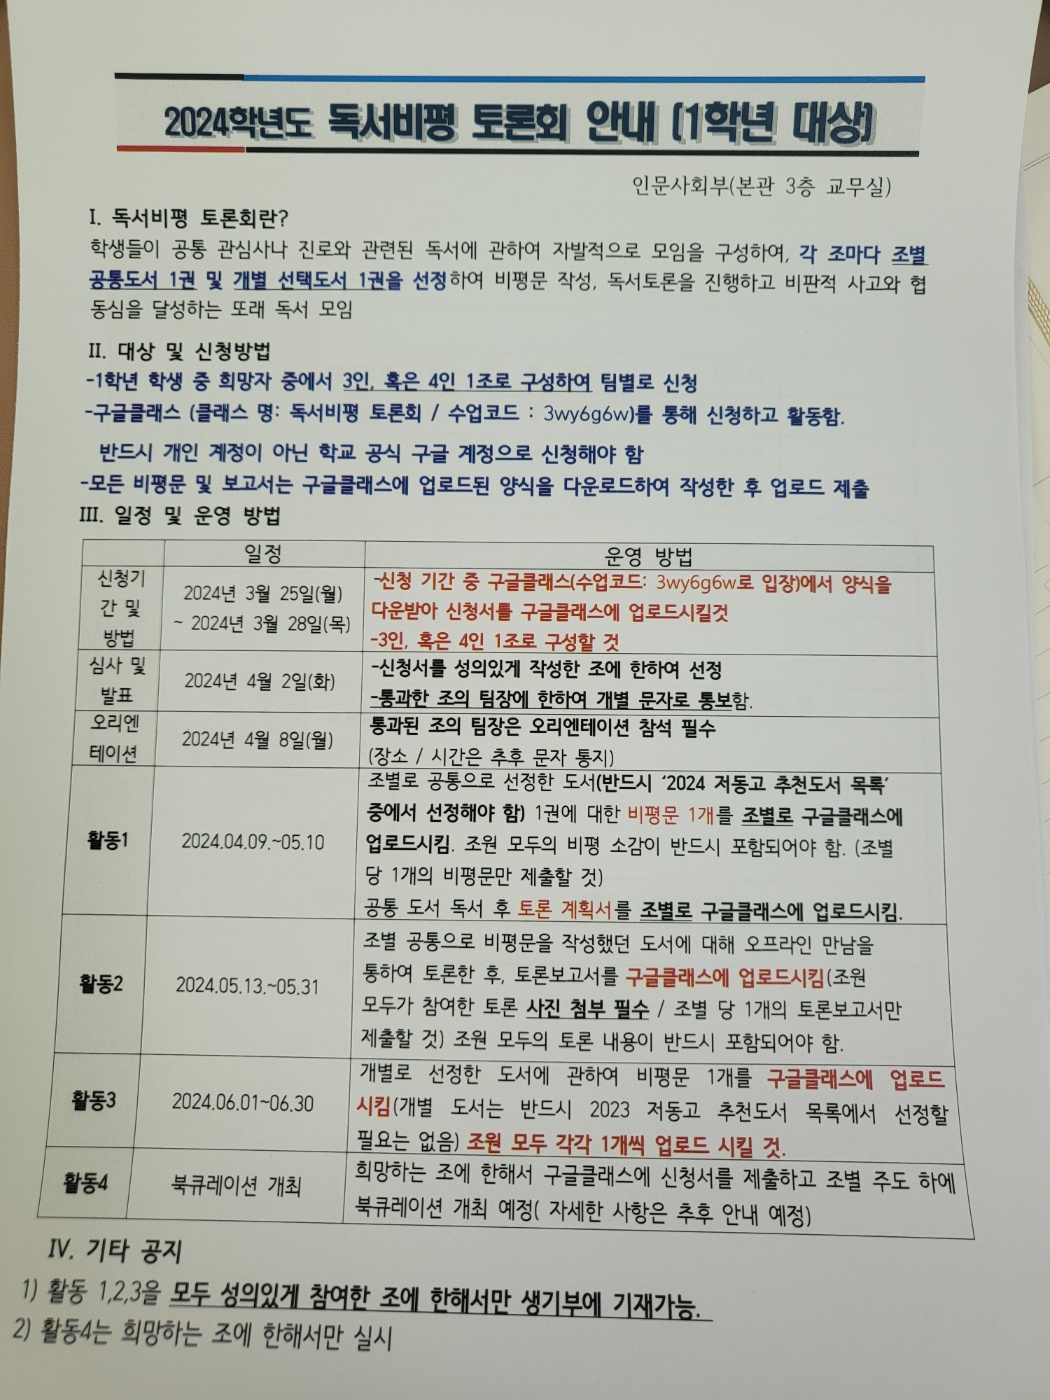 2024학년도 독서비평 토론회 안내 (1학년 대상)
인문사회부(본관 3층 교무실)
Ⅰ. 독서비평 토론회란?
학생들이 공통 관심사나 진로와 관련된 독서에 관하여 자발적으로 모임을 구성하여, 각 조마다 조별
공통도서 1권 및 개별 선택도서 1권을 선정하여 비평문 작성, 독서토론을 진행하고 비판적 사고와 협
동심을 달성하는 또래 독서 모임
Ⅱ. 대상 및 신청방법
-1학년 학생 중 희망자 중에서 3인, 혹은 4인 1조로 구성하여 팀별로 신청
-구글클래스 (클래스 명: 독서비평 토론회 / 수업코드 : 3wy6g6w)를 통해 신청하고 활동함.
반드시 개인 계정이 아닌 학교 공식 구글 계정으로 신청해야 함
-모든 비평문 및 보고서는 구글클래스에 업로드된 양식을 다운로드하여 작성한 후 업로드 제출
Ⅲ. 일정 및 운영 방법
일정 운영 방법
신청기
간 및
방법
2024년 3월 25일(월)
~ 2024년 3월 28일(목)
-신청 기간 중 구글클래스(수업코드: 3wy6g6w로 입장)에서 양식을
다운받아 신청서를 구글클래스에 업로드시킬것
-3인, 혹은 4인 1조로 구성할 것
심사 및
발표
2024년 4월 2일(화)
-신청서를 성의있게 작성한 조에 한하여 선정
-통과한 조의 팀장에 한하여 개별 문자로 통보함.
오리엔
테이션
2024년 4월 8일(월)
통과된 조의 팀장은 오리엔테이션 참석 필수
(장소 / 시간은 추후 문자 통지)
활동1
2024.04.09.~05.10
조별로 공통으로 선정한 도서(반드시 '2024 저동고 추천도서 목록'
중에서 선정해야 함) 1권에 대한 비평문 1개를 조별로 구글클래스에
업로드시킴. 조원 모두의 비평 소감이 반드시 포함되어야 함. (조별
당 1개의 비평문만 제출할 것)
공통 도서 독서 후 토론 계획서를 조별로 구글클래스에 업로드시킴.
활동2
2024.05.13.~05.31
조별 공통으로 비평문을 작성했던 도서에 대해 오프라인 만남을
통하여 토론한 후, 토론보고서를 구글클래스에 업로드시킴(조원
모두가 참여한 토론 사진 첨부 필수 / 조별 당 1개의 토론보고서만
제출할 것) 조원 모두의 토론 내용이 반드시 포함되어야 함.
활동3
2024.06.01~06.30
개별로 선정한 도서에 관하여 비평문 1개를 구글클래스에 업로드
시킴(개별 도서는 반드시 2023 저동고 추천도서 목록에서 선정할
필요는 없음) 조원 모두 각각 1개씩 업로드 시킬 것.
활동4
북큐레이션 개최
희망하는 조에 한해서 구글클래스에 신청서를 제출하고 조별 주도 하에
북큐레이션 개최 예정( 자세한 사항은 추후 안내 예정)
Ⅳ. 기타 공지
1) 활동 1,2,3을 모두 성의있게 참여한 조에 한해서만 생기부에 기재가능.
2) 활동4는 희망하는 조에 한해서만 실시